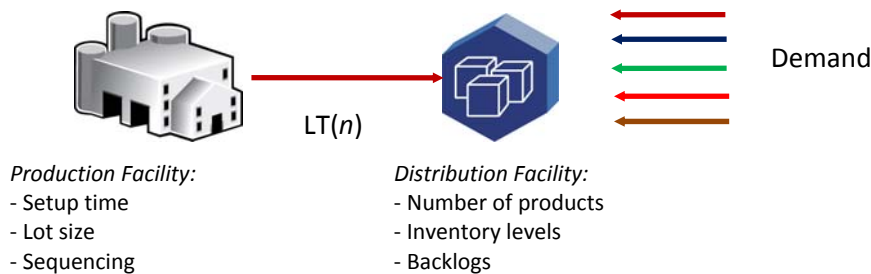 Demand
LT(n)
Production Facility:
- Setup time
- Lot size
- Sequencing
Distribution Facility:
- Number of products
- Inventory levels
- Backlogs